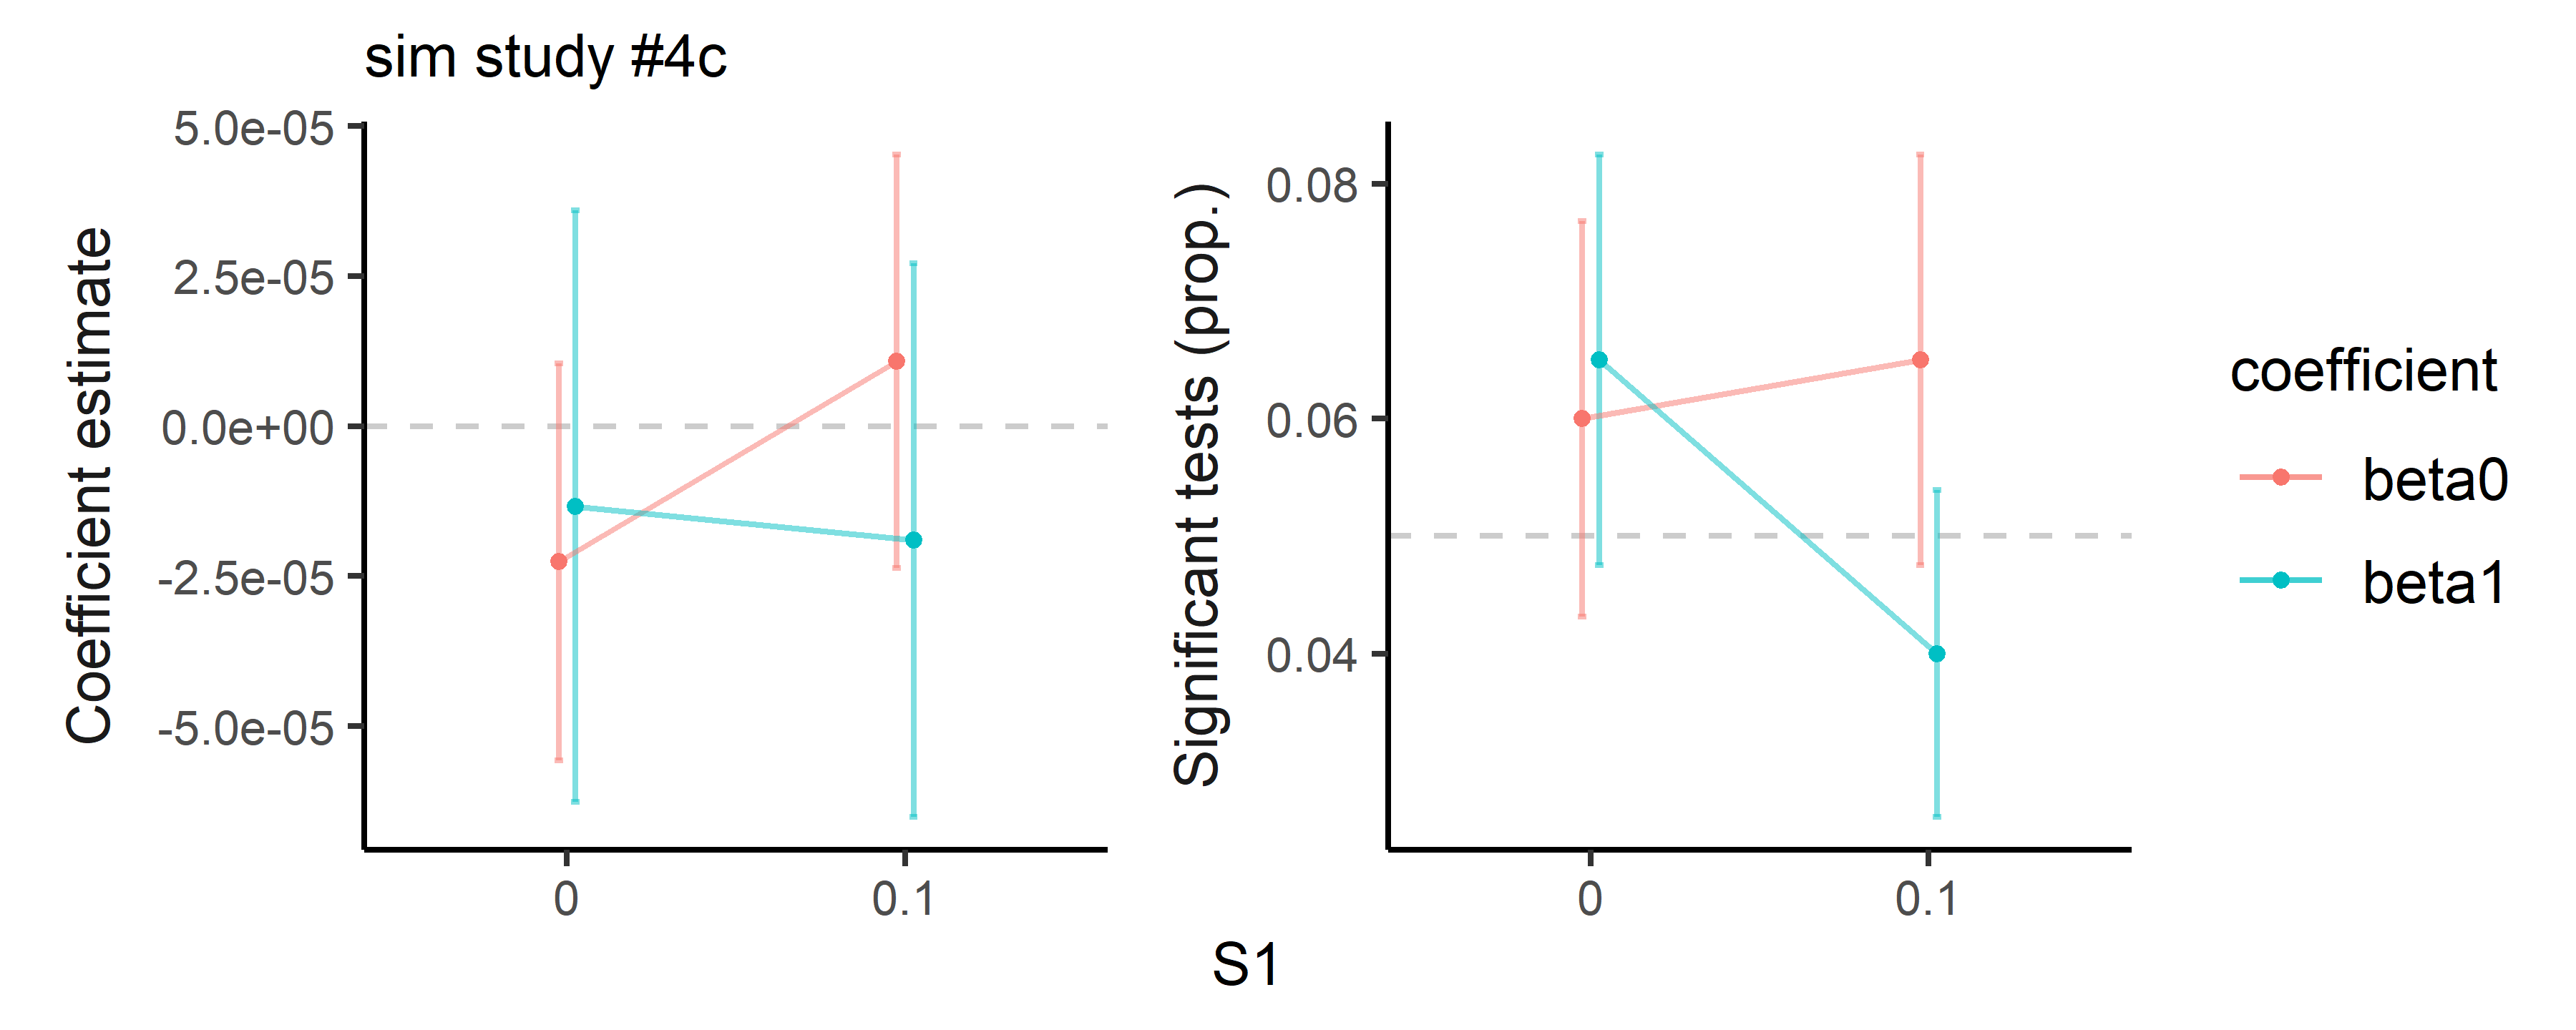 sim study #4c
Coefficient estimate
5.0e-05
2.5e-05
0.0e+00
-2.5e-05
-5.0e-05
0
0.1
Significant tests (prop.)
0.08
0.06
0.04
0
0.1
S1
coefficient
beta0
beta1